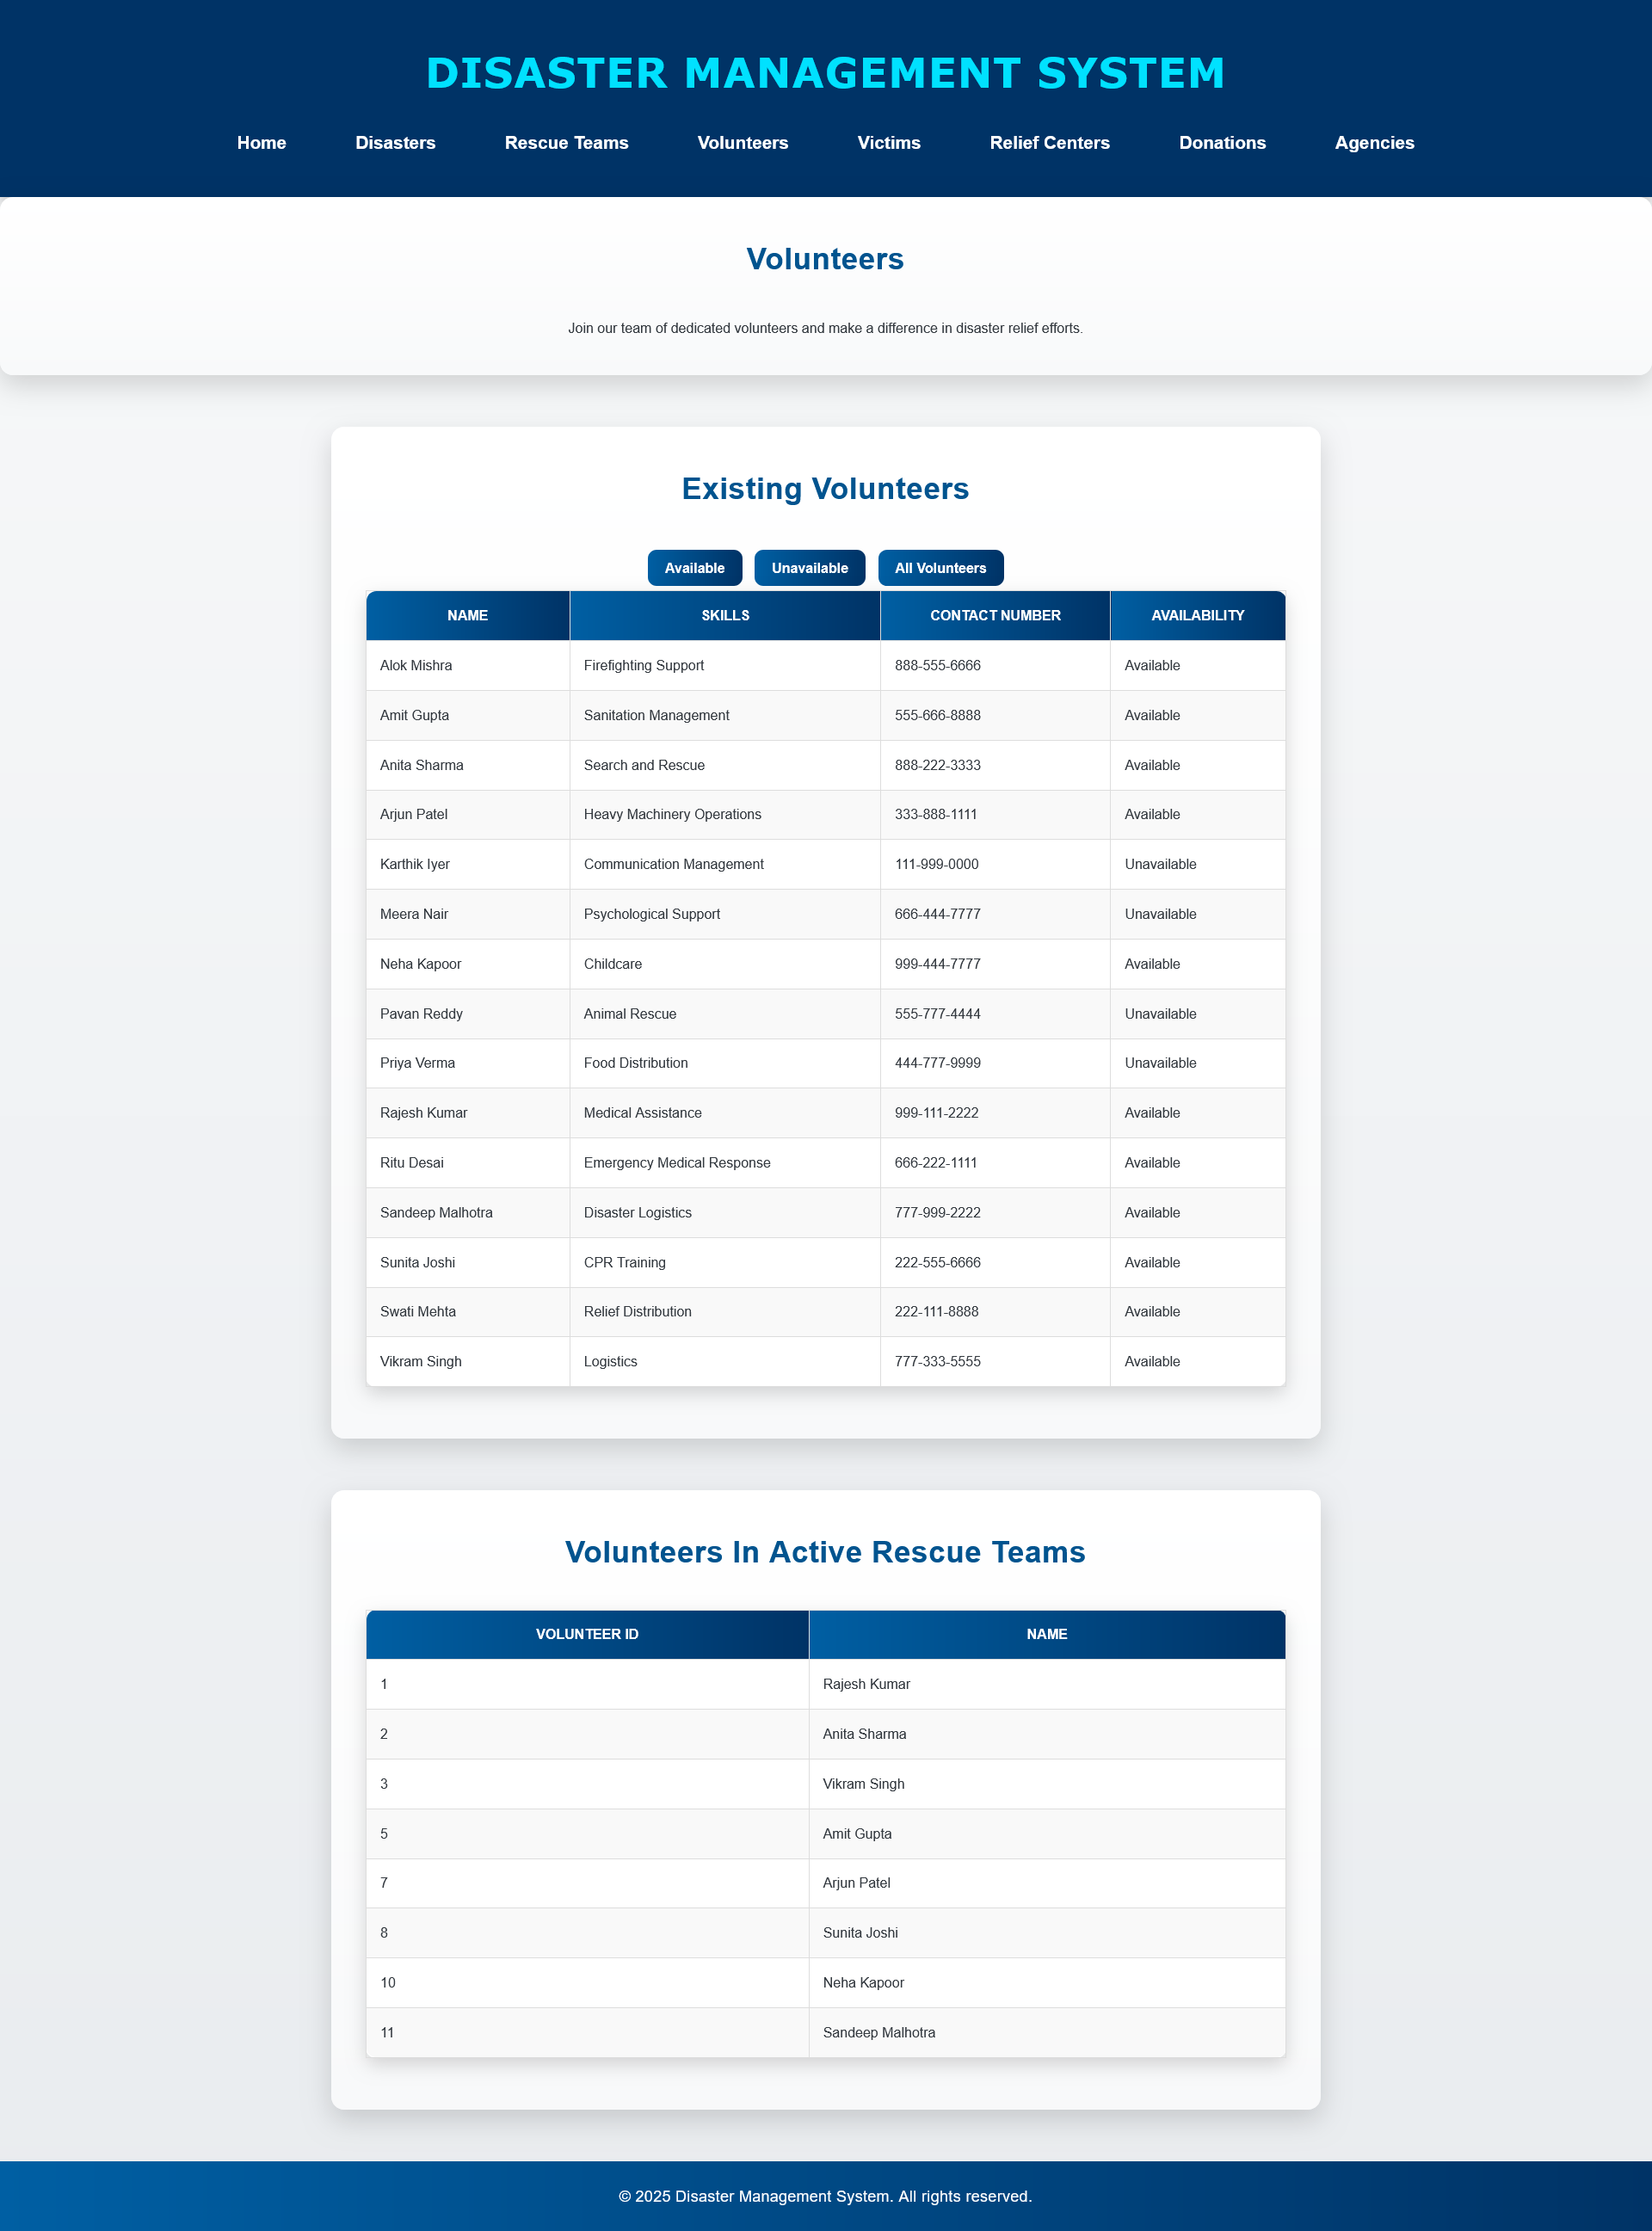 DISASTER MANAGEMENT SYSTEM
Home Disasters Rescue Teams Volunteers Victims Relief Centers Donations Agencies
Volunteers
Join our team of dedicated volunteers and make a difference in disaster relief efforts.
Existing Volunteers
Available Unavailable All Volunteers
NAME SKILLS CONTACT NUMBER AVAILABILITY
Alok Mishra Firefighting Support 888-555-6666 Available
Amit Gupta Sanitation Management 555-666-8888 Available
Anita Sharma Search and Rescue 888-222-3333 Available
Arjun Patel Heavy Machinery Operations 333-888-1111 Available
Karthik Iyer Communication Management 111-999-0000 Unavailable
Meera Nair Psychological Support 666-444-7777 Unavailable
Neha Kapoor Childcare 999-444-7777 Available
Pavan Reddy Animal Rescue 555-777-4444 Unavailable
Priya Verma Food Distribution 444-777-9999 Unavailable
Rajesh Kumar Medical Assistance 999-111-2222 Available
Ritu Desai Emergency Medical Response 666-222-1111 Available
Sandeep Malhotra Disaster Logistics 777-999-2222 Available
Sunita Joshi CPR Training 222-555-6666 Available
Swati Mehta Relief Distribution 222-111-8888 Available
Vikram Singh Logistics 777-333-5555 Available
Volunteers In Active Rescue Teams
VOLUNTEER ID NAME
1 Rajesh Kumar
2 Anita Sharma
3 Vikram Singh
5 Amit Gupta
7 Arjun Patel
8 Sunita Joshi
10 Neha Kapoor
11 Sandeep Malhotra
© 2025 Disaster Management System. All rights reserved.